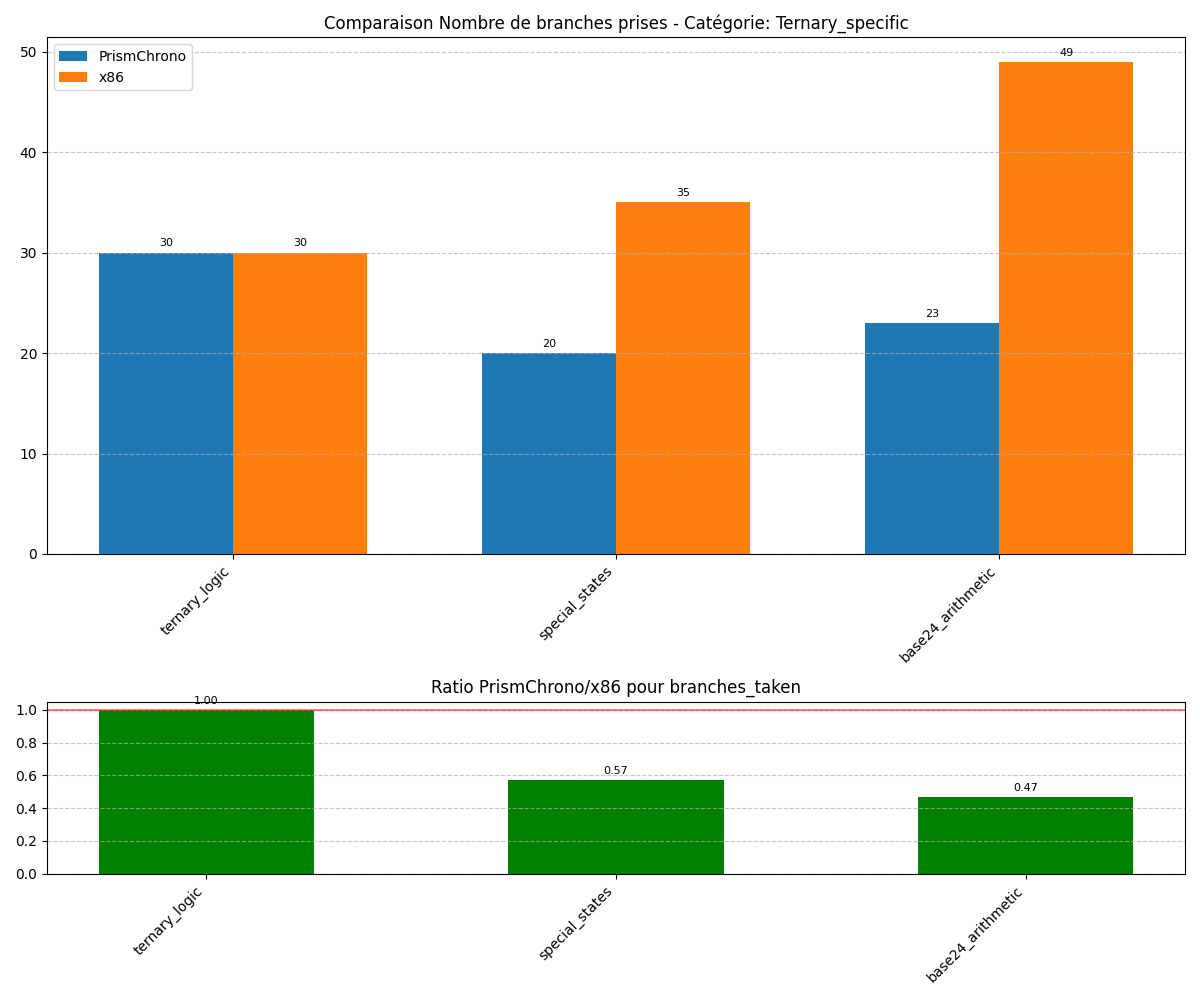 Comparaison Nombre de branches prises - Catégorie: Ternary_specific
PrismChrono
x86
50
40
30
20
10
0
30
30
20
35
23
49
ternary_logic
special_states
base24_arithmetic
Ratio PrismChrono/x86 pour branches_taken
1.0
0.8
0.6
0.4
0.2
0.0
1.00
0.57
0.47
ternary_logic
special_states
base24_arithmetic